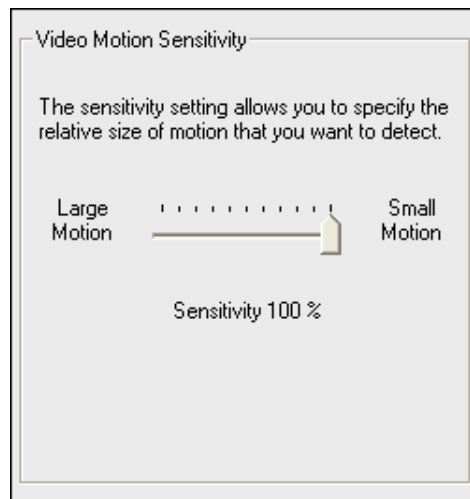 Video Motion Sensitivity
The sensitivity setting allows you to specify the
relative size of motion that you want to detect.
Large
Motion
Small
Motion
Sensitivity 100 %